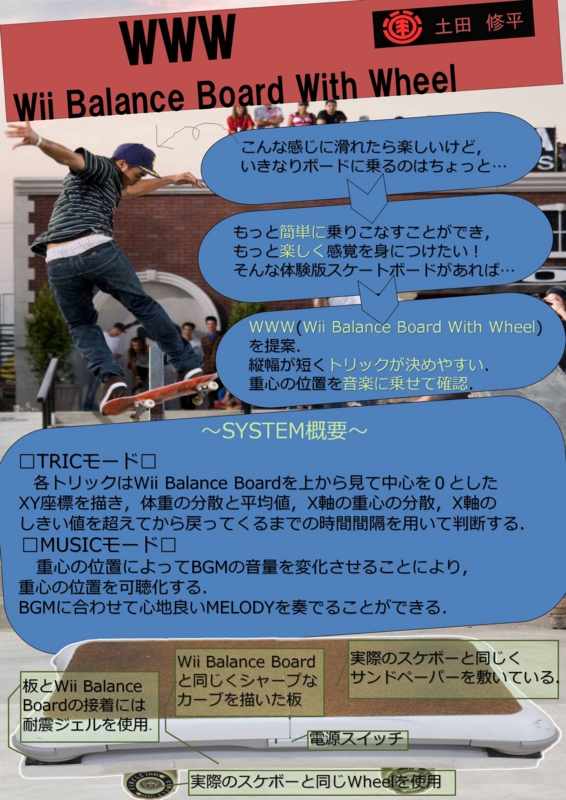 WWW
土田 修平
Wii Balance Board With Wheel
こんな感じに滑れたら楽しいけど,
いきなりボードに乗るのはちょっと…
もっと簡単に乗りこなすことができ,
もっと楽しく感覚を身につけたい！
そんな体験版スケートボードがあれば…
WWW(Wii Balance Board With Wheel)
を提案.
縦幅が短くトリックが決めやすい.
重心の位置を音楽に乗せて確認.
～SYSTEM概要～
□TRICモード□
各トリックはWii Balance Boardを上から見て中心を０とした
XY座標を描き，体重の分散と平均値，X軸の重心の分散，X軸の
しきい値を超えてから戻ってくるまでの時間間隔を用いて判断する.
□MUSICモード□
重心の位置によってBGMの音量を変化させることにより，
重心の位置を可聴化する.
BGMに合わせて心地良いMELODYを奏でることができる.
板とWii Balance
Boardの接着には
耐震ジェルを使用.
Wii Balance Board
と同じくシャープな
カーブを描いた板
実際のスケボーと同じく
サンドペーパーを敷いている.
電源スイッチ
実際のスケボーと同じWheelを使用